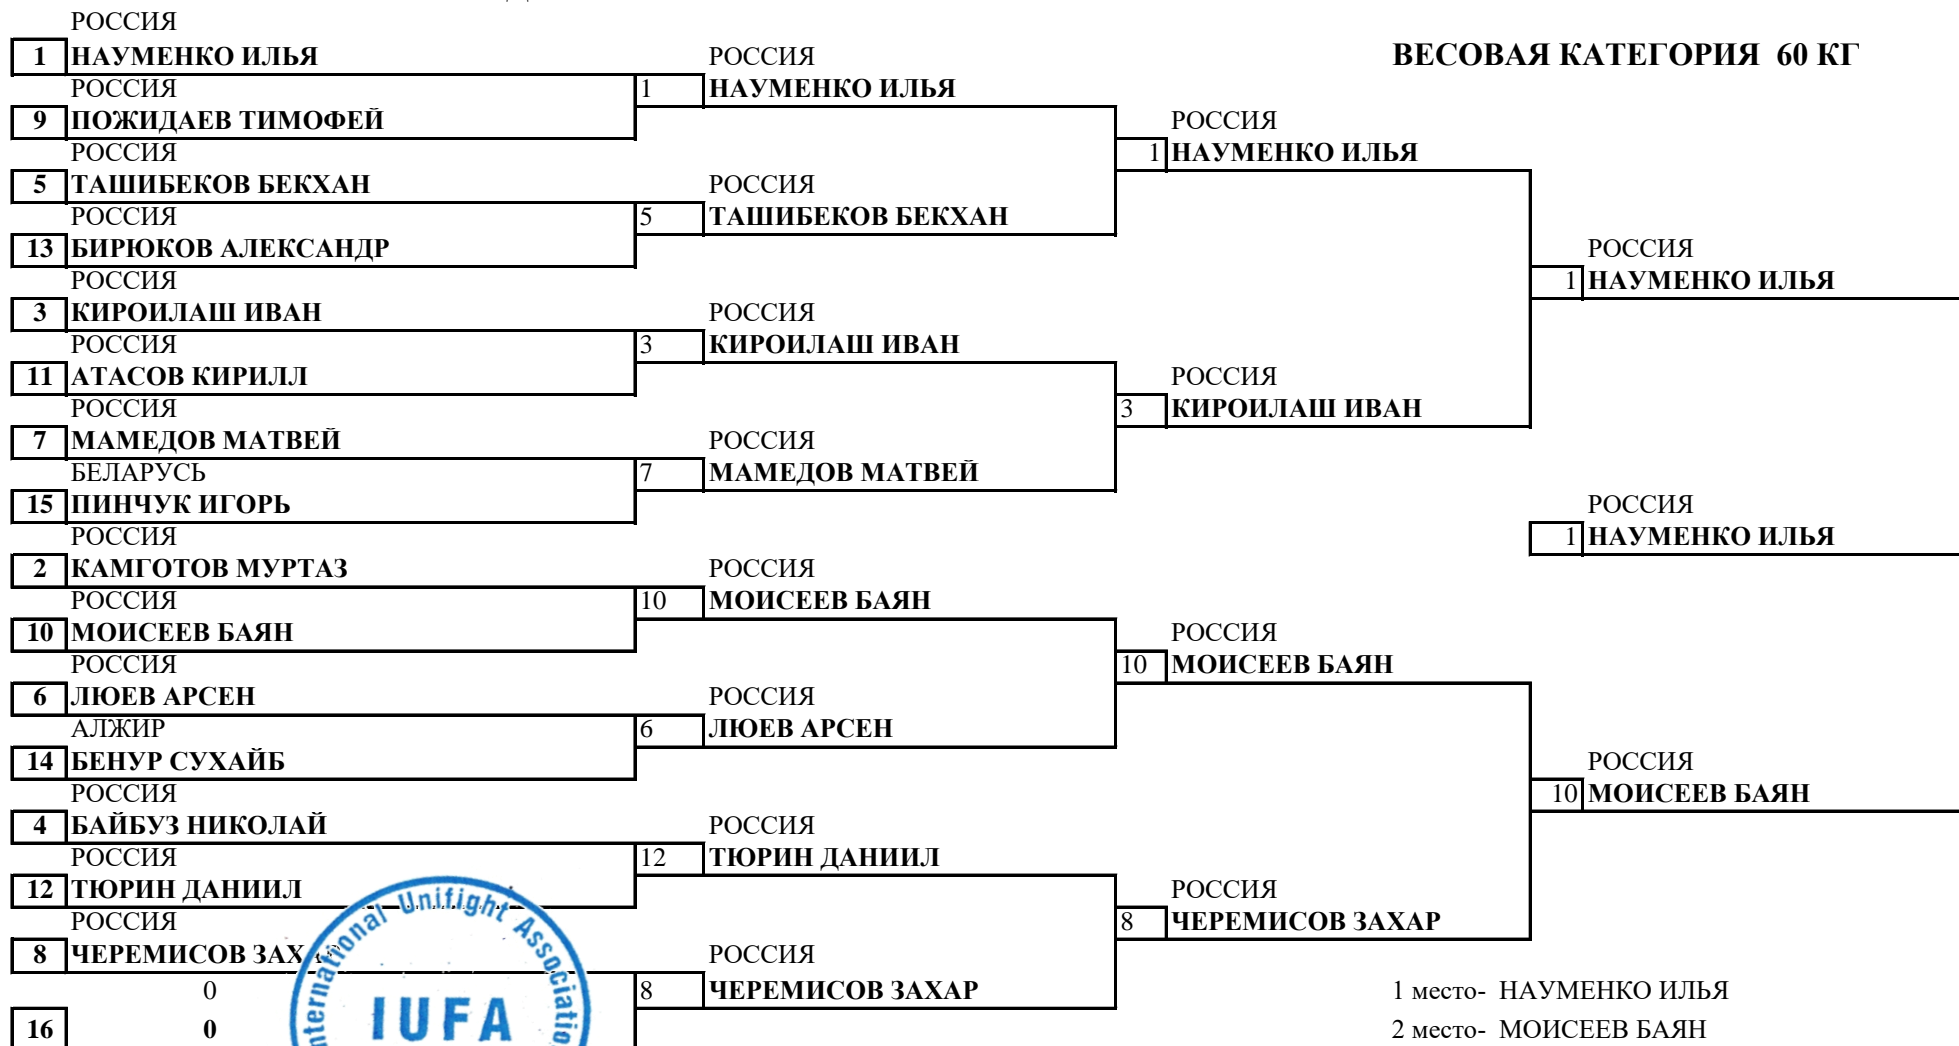 РОССИЯ
1 НАУМЕНКО ИЛЬЯ
РОССИЯ
9 ПОЖИДАЕВ ТИМОФЕЙ
РОССИЯ
5 ТАШИБЕКОВ БЕКХАН
РОССИЯ
13 БИРЮКОВ АЛЕКСАНДР
РОССИЯ
3 КИРОИЛАШ ИВАН
РОССИЯ
11 АТАСОВ КИРИЛЛ
РОССИЯ
7 МАМЕДОВ МАТВЕЙ
БЕЛАРУСЬ
15 ПИНЧУК ИГОРЬ
РОССИЯ
2 КАМГОТОВ МУРТАЗ
РОССИЯ
10 МОИСЕЕВ БАЯН
РОССИЯ
6 ЛЮЕВ АРСЕН
АЛЖИР
14 БЕНУР СУХАЙБ
РОССИЯ
4 БАЙБУЗ НИКОЛАЙ
РОССИЯ
12 ТЮРИН ДАНИИЛ
РОССИЯ
8 ЧЕРЕМИСОВ ЗАХАР
0
16 0
International Unifight Association
IUFA
РОССИЯ
1 НАУМЕНКО ИЛЬЯ
РОССИЯ
5 ТАШИБЕКОВ БЕКХАН
РОССИЯ
3 КИРОИЛАШ ИВАН
РОССИЯ
7 МАМЕДОВ МАТВЕЙ
РОССИЯ
10 МОИСЕЕВ БАЯН
РОССИЯ
6 ЛЮЕВ АРСЕН
РОССИЯ
12 ТЮРИН ДАНИИЛ
РОССИЯ
8 ЧЕРЕМИСОВ ЗАХАР
РОССИЯ
1 НАУМЕНКО ИЛЬЯ
РОССИЯ
3 КИРОИЛАШ ИВАН
РОССИЯ
10 МОИСЕЕВ БАЯН
РОССИЯ
8 ЧЕРЕМИСОВ ЗАХАР
ВЕСОВАЯ КАТЕГОРИЯ 60 КГ
РОССИЯ
1 НАУМЕНКО ИЛЬЯ
РОССИЯ
1 НАУМЕНКО ИЛЬЯ
РОССИЯ
10 МОИСЕЕВ БАЯН
1 место- НАУМЕНКО ИЛЬЯ
2 место- МОИСЕЕВ БАЯН